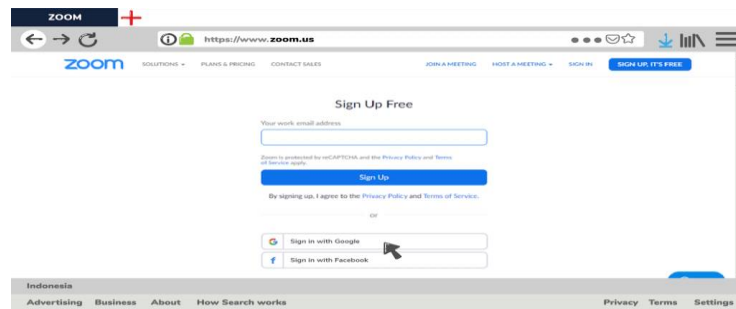 ZOOM
https://www.zoom.us
zoom SOLUTIONS PLANS & PRICING CONTACT SALES JOIN A MEETING HOST A MEETING SIGN IN SIGN UP, IT'S FREE
Sign Up Free
Your work email address
Zoom is protected by reCAPTCHA and the Privacy Policy and Terms
of Service apply.
Sign Up
By signing up, I agree to the Privacy Policy and Terms of Service.
or
G Sign in with Google
f Sign in with Facebook
Indonesia
Advertising Business About How Search works Privacy Terms Settings